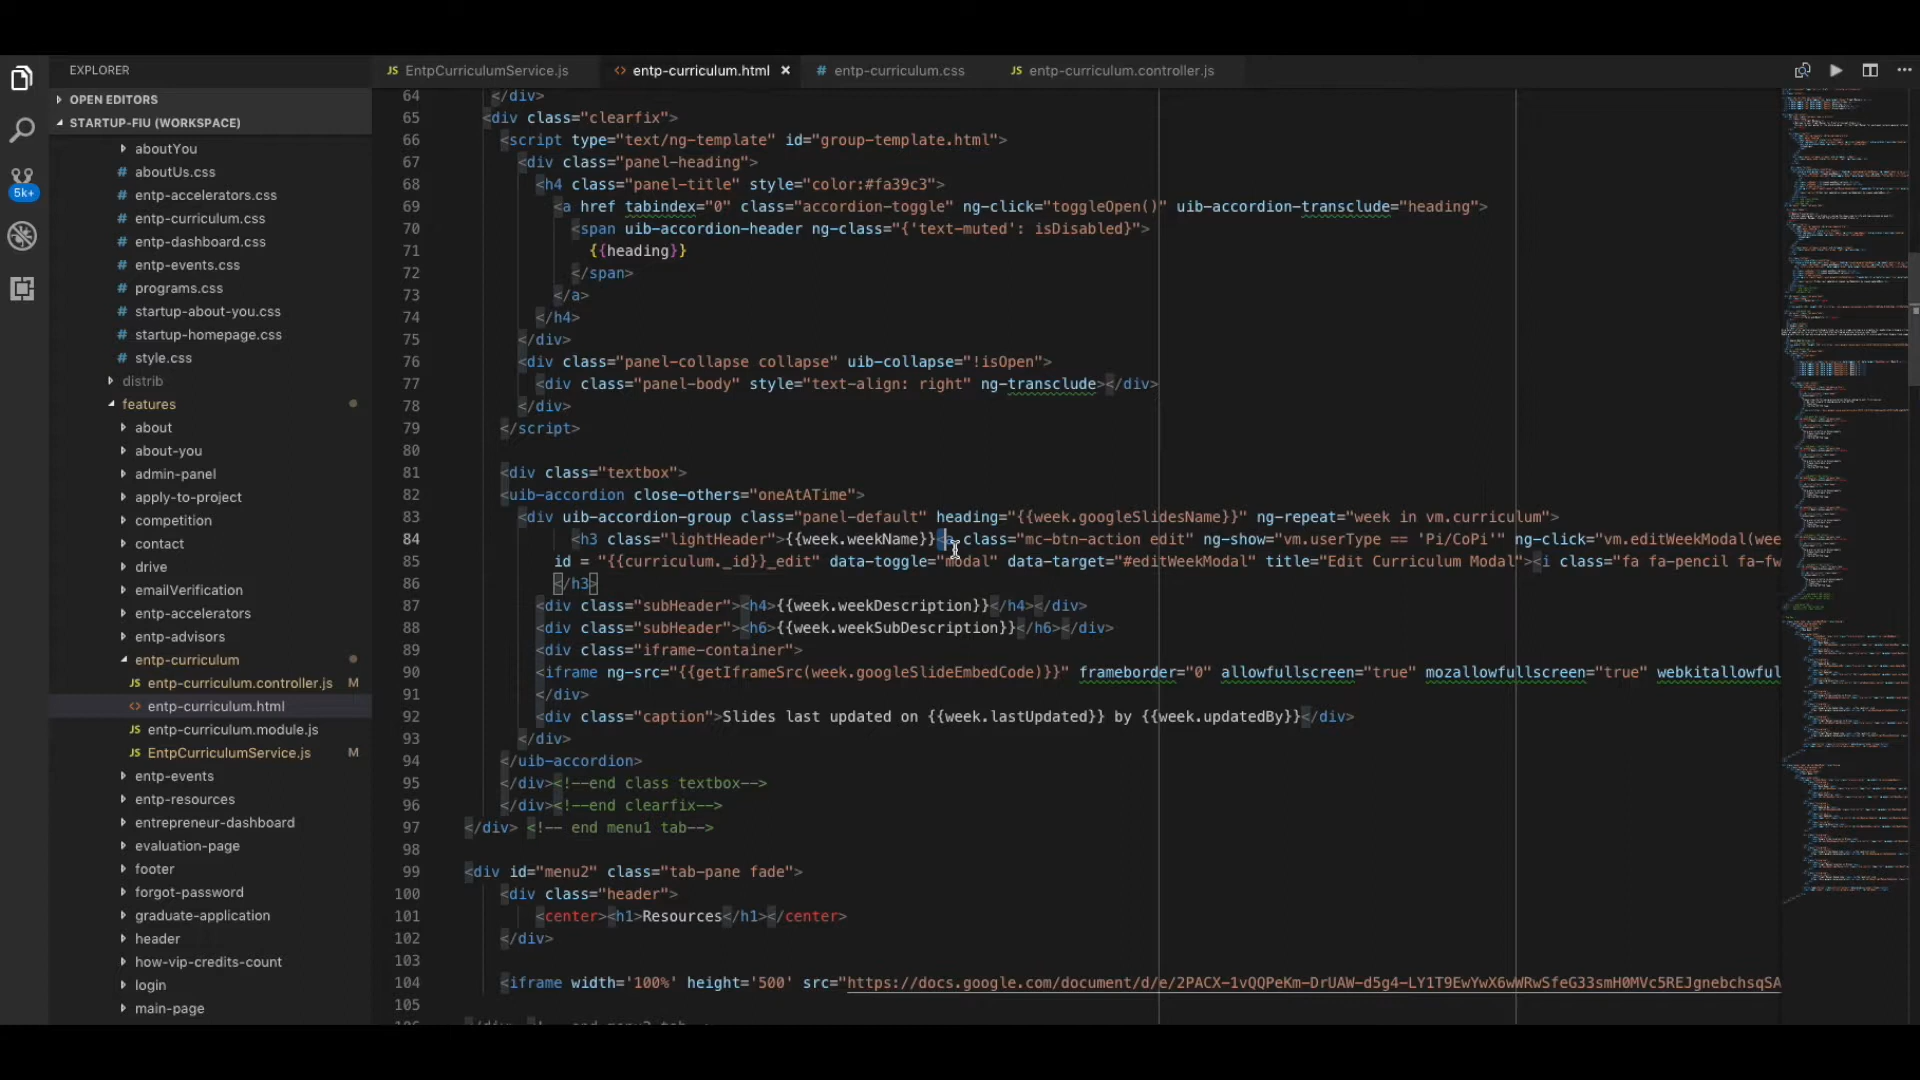 EXPLORER
OPEN EDITORS
STARTUP-FIU (WORKSPACE)
5k+
aboutYou
# aboutUs.css
# entp-accelerators.css
# entp-curriculum.css
# entp-dashboard.css
# entp-events.css
# programs.css
# startup-about-you.css
# startup-homepage.css
# style.css
distrib
features
about
about-you
admin-panel
apply-to-project
competition
contact
drive
emailVerification
entp-accelerators
entp-advisors
entp-curriculum
JS entp-curriculum.controller.js M
<> entp-curriculum.html
JS entp-curriculum.module.js
JS EntpCurriculumService.js M
entp-events
entp-resources
entrepreneur-dashboard
evaluation-page
footer
forgot-password
graduate-application
header
how-vip-credits-count
login
main-page
JS EntpCurriculumService.js <> entp-curriculum.html × # entp-curriculum.css JS entp-curriculum.controller.js
64 </div>
65 <div class="clearfix">
66 <script type="text/ng-template" id="group-template.html">
67 <div class="panel-heading">
68 <h4 class="panel-title" style="color:#fa39c3">
69 <a href tabindex="0" class="accordion-toggle" ng-click="toggleOpen()" uib-accordion-transclude="heading">
70 <span uib-accordion-header ng-class="{'text-muted': isDisabled}">
71 {{heading}}
72 </span>
73 </a>
74 </h4>
75 </div>
76 <div class="panel-collapse collapse" uib-collapse="!isOpen">
77 <div class="panel-body" style="text-align: right" ng-transclude></div>
78 </div>
79 </script>
80
81 <div class="textbox">
82 <uib-accordion close-others="oneAtATime">
83 <div uib-accordion-group class="panel-default" heading="{{week.googleSlidesName}}" ng-repeat="week in vm.curriculum">
84 <h3 class="lightHeader">{{week.weekName}}<a class="mc-btn-action edit" ng-show="vm.userType == 'Pi/CoPi'" ng-click="vm.editWeekModal(wee
85 id = "{{curriculum._id}}_edit" data-toggle="modal" data-target="#editWeekModal" title="Edit Curriculum Modal"><i class="fa fa-pencil fa-fw
86 </h3>
87 <div class="subHeader"><h4>{{week.weekDescription}}</h4></div>
88 <div class="subHeader"><h6>{{week.weekSubDescription}}</h6></div>
89 <div class="iframe-container">
90 <iframe ng-src="{{getIframeSrc(week.googleSlideEmbedCode)}}" frameborder="0" allowfullscreen="true" mozallowfullscreen="true" webkitallowful
91 </div>
92 <div class="caption">Slides last updated on {{week.lastUpdated}} by {{week.updatedBy}}</div>
93 </div>
94 </uib-accordion>
95 </div><!--end class textbox-->
96 </div><!--end clearfix-->
97 </div> <!-- end menu1 tab-->
98
99 <div id="menu2" class="tab-pane fade">
100 <div class="header">
101 <center><h1>Resources</h1></center>
102 </div>
103
104 <iframe width='100%' height='500' src="https://docs.google.com/document/d/e/2PACX-1vQQPeKm-DrUAW-d5g4-LY1T9EwYwX6wWRwSfeG33smH0MVc5REJgnebchsqSA
105